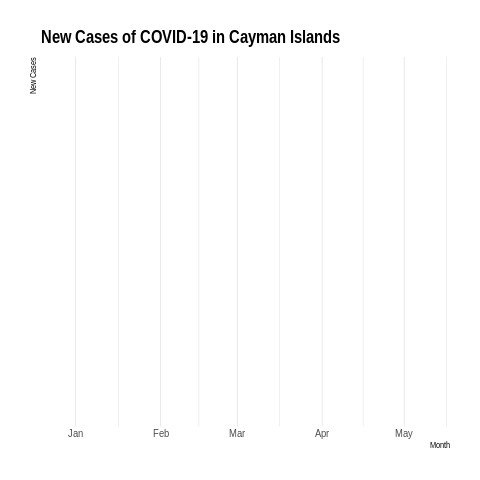 New Cases of COVID-19 in Cayman Islands
New Cases
Jan Feb Mar Apr May
Month